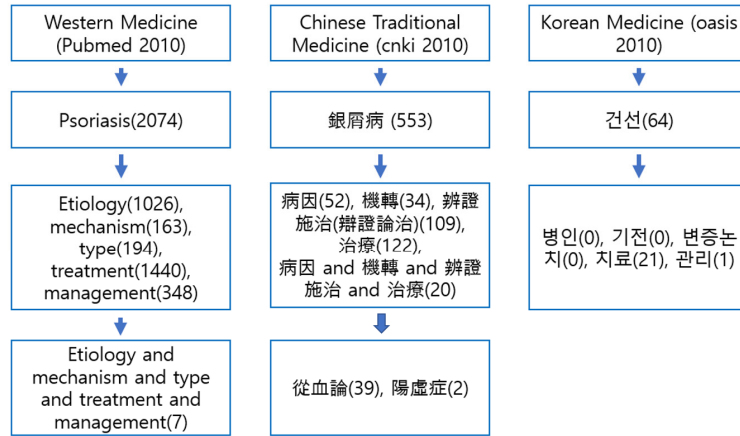 Western Medicine
(Pubmed 2010)
Psoriasis(2074)
Etiology(1026),
mechanism(163),
type(194),
treatment(1440),
management(348)
Etiology and
mechanism and type
and treatment and
management(7)
Chinese Traditional
Medicine (cnki 2010)
銀屑病 (553)
病因(52), 機轉(34), 辨證
施治(辯證論治)(109),
治療(122),
病因 and 機轉 and 辨證
施治 and 治療(20)
從血論(39), 陽虛症(2)
Korean Medicine (oasis
2010)
건선(64)
병인(0), 기전(0), 변증논
치(0), 치료(21), 관리(1)